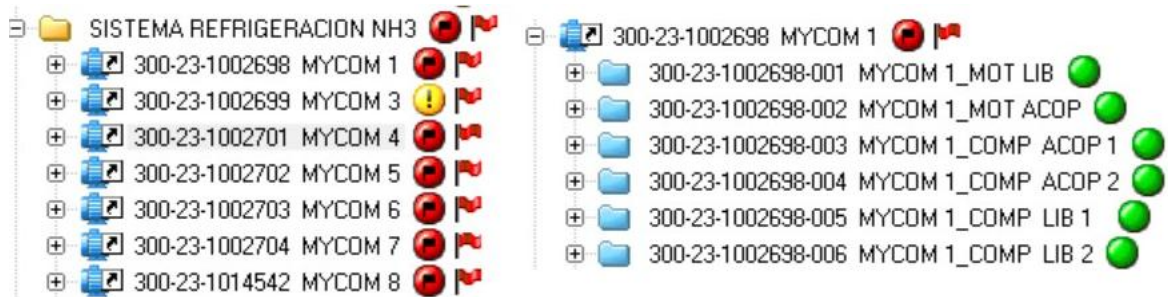 SISTEMA REFRIGERACION NH3
300-23-1002698 MYCOM 1
300-23-1002699 MYCOM 3
300-23-1002701 MYCOM 4
300-23-1002702 MYCOM 5
300-23-1002703 MYCOM 6
300-23-1002704 MYCOM 7
300-23-1014542 MYCOM 8
300-23-1002698 MYCOM 1
300-23-1002698-001 MYCOM 1_MOT LIB
300-23-1002698-002 MYCOM 1_MOT ACOP
300-23-1002698-003 MYCOM 1_COMP ACOP 1
300-23-1002698-004 MYCOM 1_COMP ACOP 2
300-23-1002698-005 MYCOM 1_COMP LIB 1
300-23-1002698-006 MYCOM 1_COMP LIB 2